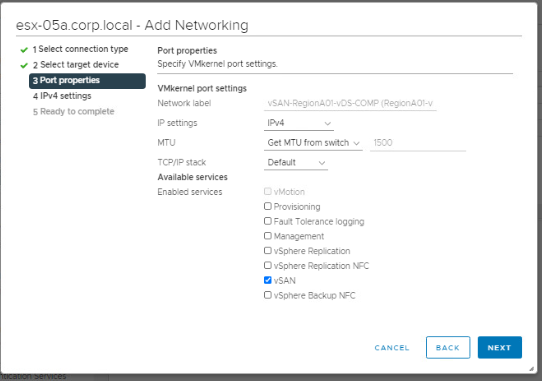 esx-05a.corp.local - Add Networking
1 Select connection type
2 Select target device
3 Port properties
4 IPv4 settings
5 Ready to complete
Port properties
Specify VMkernel port settings.
VMkernel port settings
Network label vSAN-RegionA01-vDS-COMP (RegionA01-v
IP settings IPv4
MTU Get MTU from switch 1500
TCP/IP stack Default
Available services
Enabled services vMotion
Provisioning
Fault Tolerance logging
Management
vSphere Replication
vSphere Replication NFC
vSAN
vSphere Backup NFC
CANCEL BACK NEXT
Services